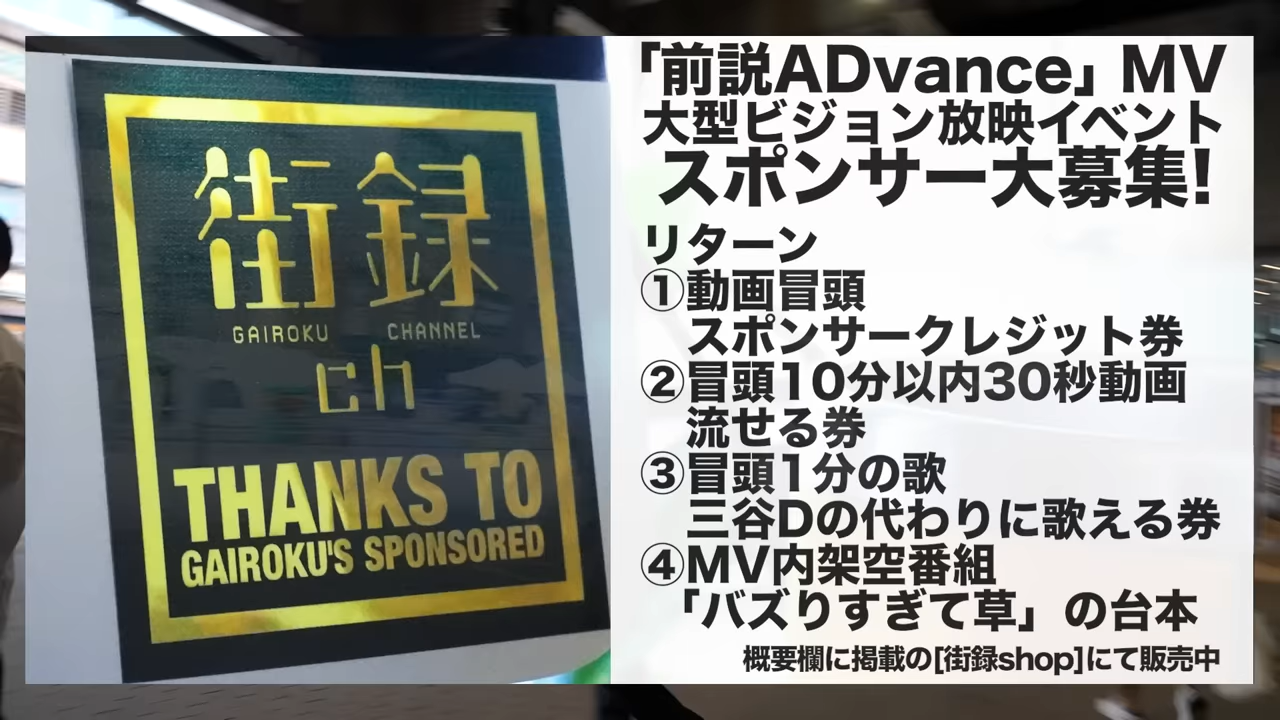 街録
GAIROKU CHANNEL
ch
THANKS TO
GAIROKU'S SPONSORED
「前説ADvance」MV
大型ビジョン放映イベント
スポンサー大募集!
リターン
①動画冒頭
スポンサークレジット券
②冒頭10分以内30秒動画
流せる券
③冒頭1分の歌
三谷Dの代わりに歌える券
④MV内架空番組
「バズりすぎて草」の台本
概要欄に掲載の[街録shop]にて販売中